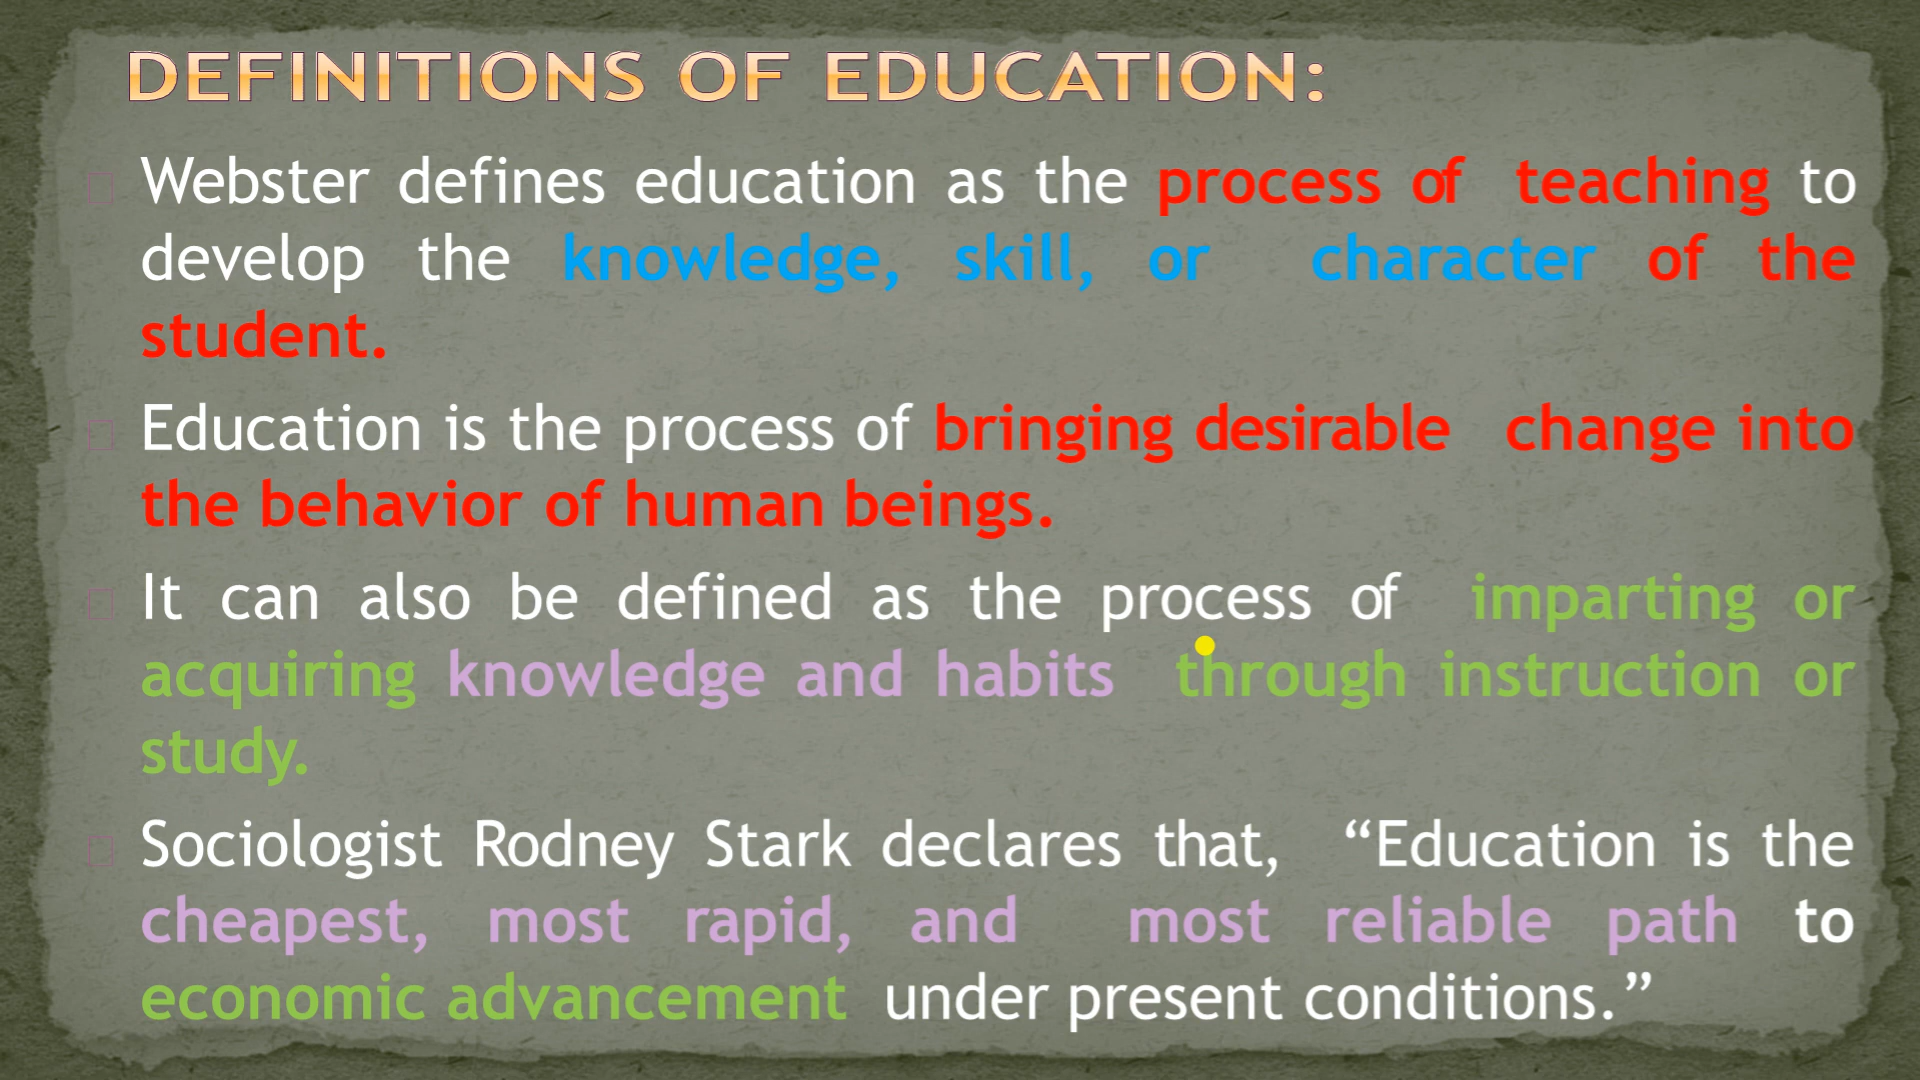 DEFINITIONS OF EDUCATION:
Webster defines education as the process of teaching to
develop the knowledge, skill, or character of the
student.
Education is the process of bringing desirable change into
the behavior of human beings.
It can also be defined as the process of imparting or
acquiring knowledge and habits through instruction or
study.
Sociologist Rodney Stark declares that, “Education is the
cheapest, most rapid, and most reliable path to
economic advancement under present conditions.”